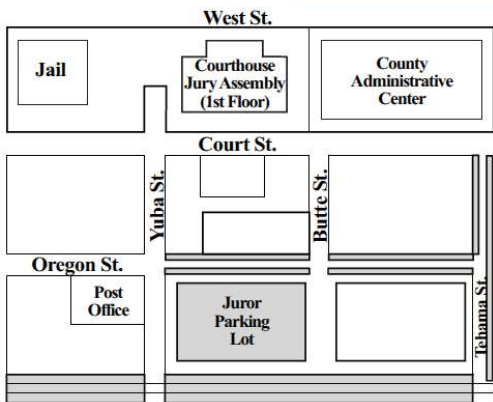 West St.
Jail
Courthouse
Jury Assembly
(1st Floor)
County
Administrative
Center
Court St.
Yuba St.
Butte St.
Oregon St.
Post
Office
Juror
Parking
Lot
Tehama St.